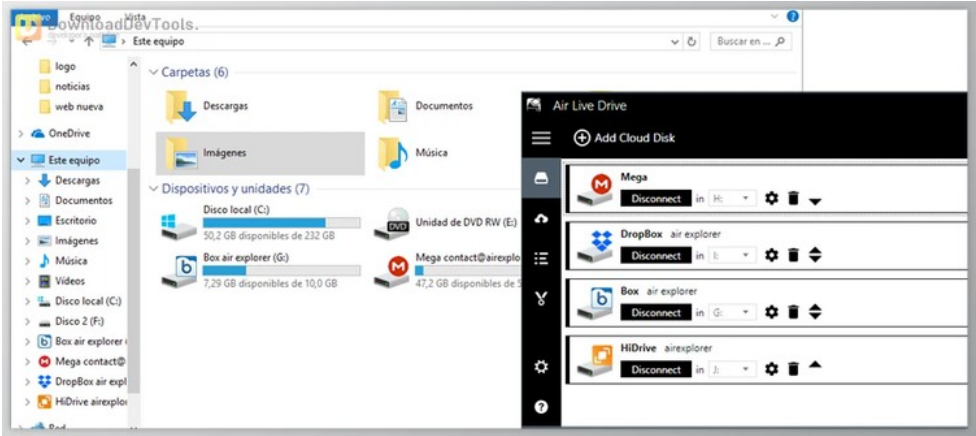 Archivo Equipo Vista
DownloadDevTools.
Este equipo
Buscar en ...
logo
noticias
web nueva
OneDrive
Este equipo
Descargas
Documentos
Escritorio
Imágenes
Música
Vídeos
Disco local (C:)
Disco 2 (F:)
Box air explorer
Mega contact@
DropBox air expl
HiDrive airexplo
Red
Carpetas (6)
Descargas
Documentos
Imágenes
Música
Dispositivos y unidades (7)
Disco local (C:)
50,2 GB disponibles de 232 GB
Unidad de DVD RW (E:)
DVD
Box air explorer (G:)
7,29 GB disponibles de 10,0 GB
Mega contact@airexplo
47,2 GB disponibles de 5
Air Live Drive
Add Cloud Disk
Mega
Disconnect in H:
DropBox air explorer
Disconnect in I:
Box air explorer
Disconnect in G:
HiDrive airexplorer
Disconnect in J: